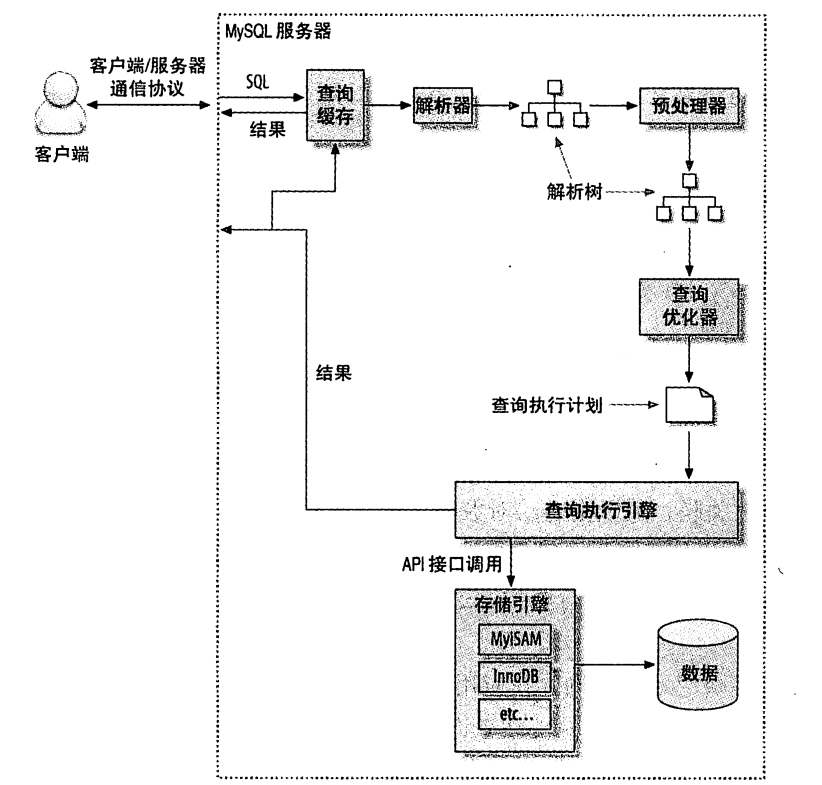 MySQL 服务器
客户端/服务器
通信协议
客户端
SQL
结果
查询
缓存
解析器
预处理器
解析树
查询
优化器
结果
查询执行计划
查询执行引擎
API 接口调用
存储引擎
MyISAM
InnoDB
etc...
数据